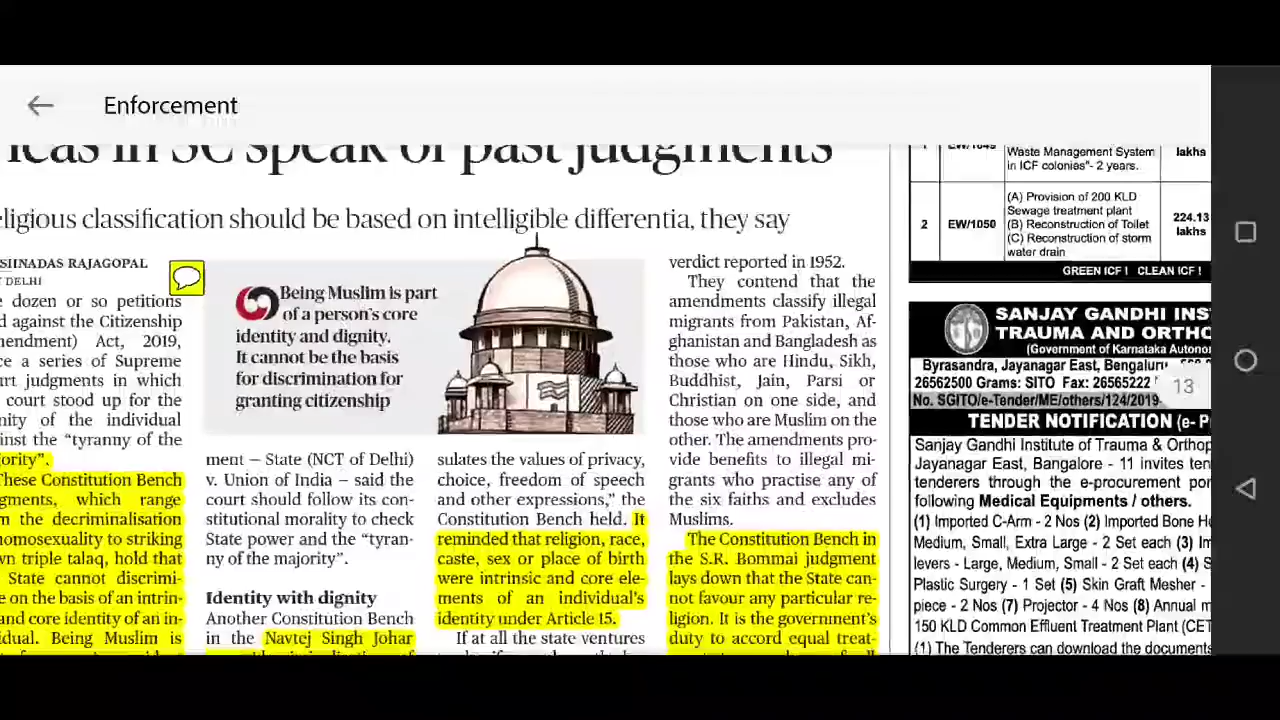 Enforcement
in SC speak of past judgments
eligious classification should be based on intelligible differentia, they say
RAJAGOPAL
DELHI
dozen or so petitions
against the Citizenship
Act, 2019,
a series of Supreme
judgments in which
court stood up for the
of the individual
the “tyranny of the
These Constitution Bench
which range
the decriminalisation
homosexuality to striking
triple talaq, hold that
State cannot discrimi-
on the basis of an intrin-
and core identity of an in-
Being Muslim is
Being Muslim is part
of a person's core
identity and dignity.
It cannot be the basis
for discrimination for
granting citizenship
ment – State (NCT of Delhi)
v. Union of India – said the
court should follow its con-
stitutional morality to check
State power and the “tyran-
ny of the majority”.
Identity with dignity
Another Constitution Bench
in the Navtej Singh Johar
sulates the values of privacy,
choice, freedom of speech
and other expressions,” the
Constitution Bench held. It
reminded that religion, race,
caste, sex or place of birth
were intrinsic and core ele-
ments of an individual's
identity under Article 15.
If at all the state ventures
verdict reported in 1952.
They contend that the
amendments classify illegal
migrants from Pakistan, Af-
ghanistan and Bangladesh as
those who are Hindu, Sikh,
Buddhist, Jain, Parsi or
Christian on one side, and
those who are Muslim on the
other. The amendments pro-
vide benefits to illegal mi-
grants who practise any of
the six faiths and excludes
Muslims.
The Constitution Bench in
the S.R. Bommai judgment
lays down that the State can-
not favour any particular re-
ligion. It is the government's
duty to accord equal treat-
Waste Management System
in ICF colonies"- 2 years.
lakhs
2 EW/1050
(A) Provision of 200 KLD
Sewage treatment plant
(B) Reconstruction of Toilet
(C) Reconstruction of storm
water drain
224.13
lakhs
GREEN ICF ! CLEAN ICF !
SANJAY GANDHI INS
TRAUMA AND ORTHO
(Government of Karnataka Autono
Byrasandra, Jayanagar East, Bengaluru
26562500 Grams: SITO Fax: 26565222
13
No. SGITO/e-Tender/ME/others/124/2019
TENDER NOTIFICATION (e- P
Sanjay Gandhi Institute of Trauma & Orthop
Jayanagar East, Bangalore - 11 invites ten
tenderers through the e-procurement por
following Medical Equipments / others.
(1) Imported C-Arm - 2 Nos (2) Imported Bone H
Medium, Small, Extra Large - 2 Set each (3) Im
levers - Large, Medium, Small - 2 Set each (4) S
Plastic Surgery - 1 Set (5) Skin Graft Mesher -
piece - 2 Nos (7) Projector - 4 Nos (8) Annual m
150 KLD Common Effluent Treatment Plant (CET
(1) The Tenderers can download the documents